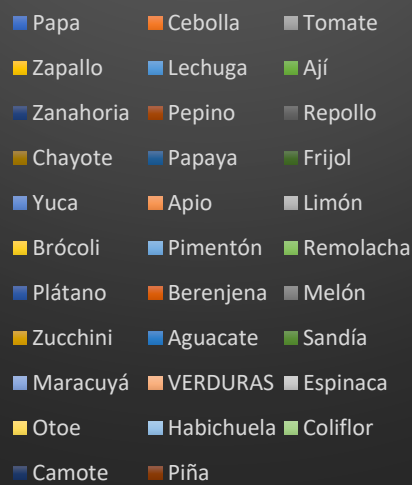 Papa Cebolla Tomate
Zapallo Lechuga Ají
Zanahoria Pepino Repollo
Chayote Papaya Frijol
Yuca Apio Limón
Brócoli Pimentón Remolacha
Plátano Berenjena Melón
Zucchini Aguacate Sandía
Maracuyá VERDURAS Espinaca
Otoe Habichuela Coliflor
Camote Piña